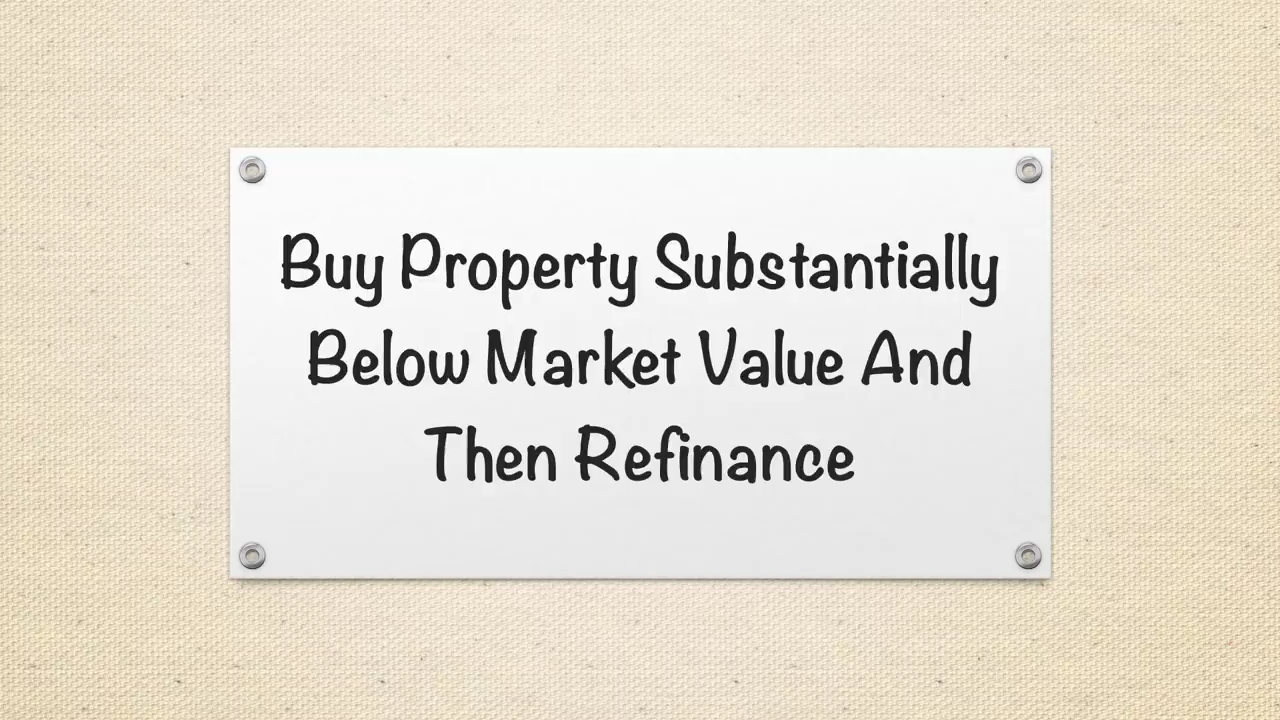 Buy Property Substantially
Below Market Value And
Then Refinance